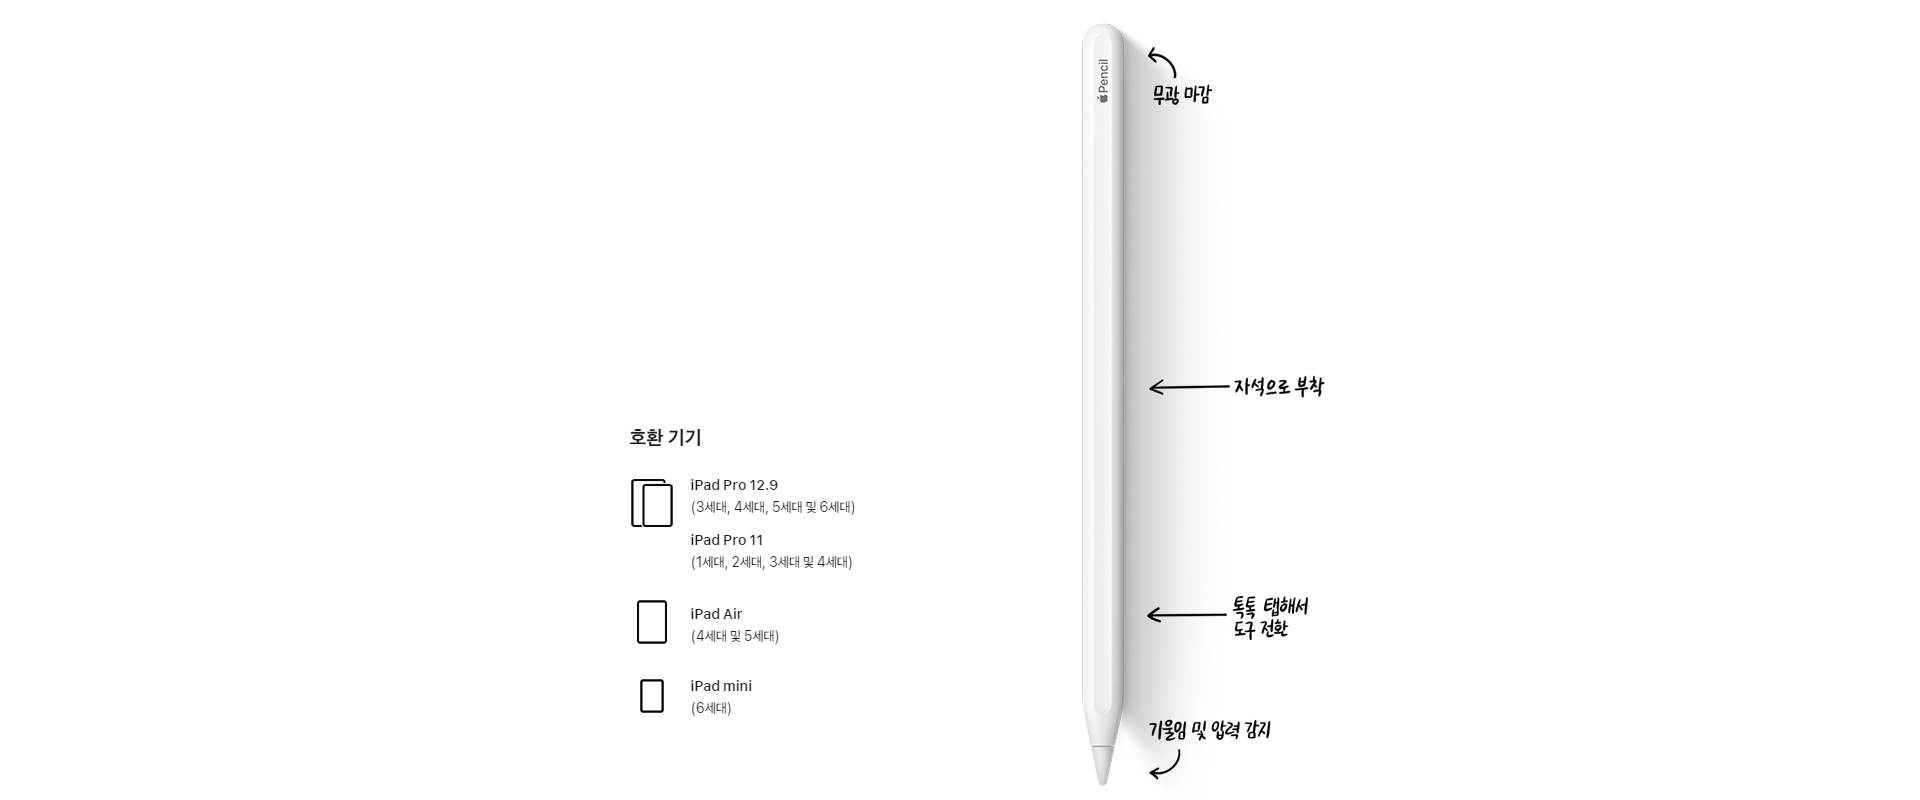 Pencil
무광 마감
자석으로 부착
톡톡 탭해서
도구 전환
기울임 및 압력 감지
호환 기기
iPad Pro 12.9
(3세대, 4세대, 5세대 및 6세대)
iPad Pro 11
(1세대, 2세대, 3세대 및 4세대)
iPad Air
(4세대 및 5세대)
iPad mini
(6세대)